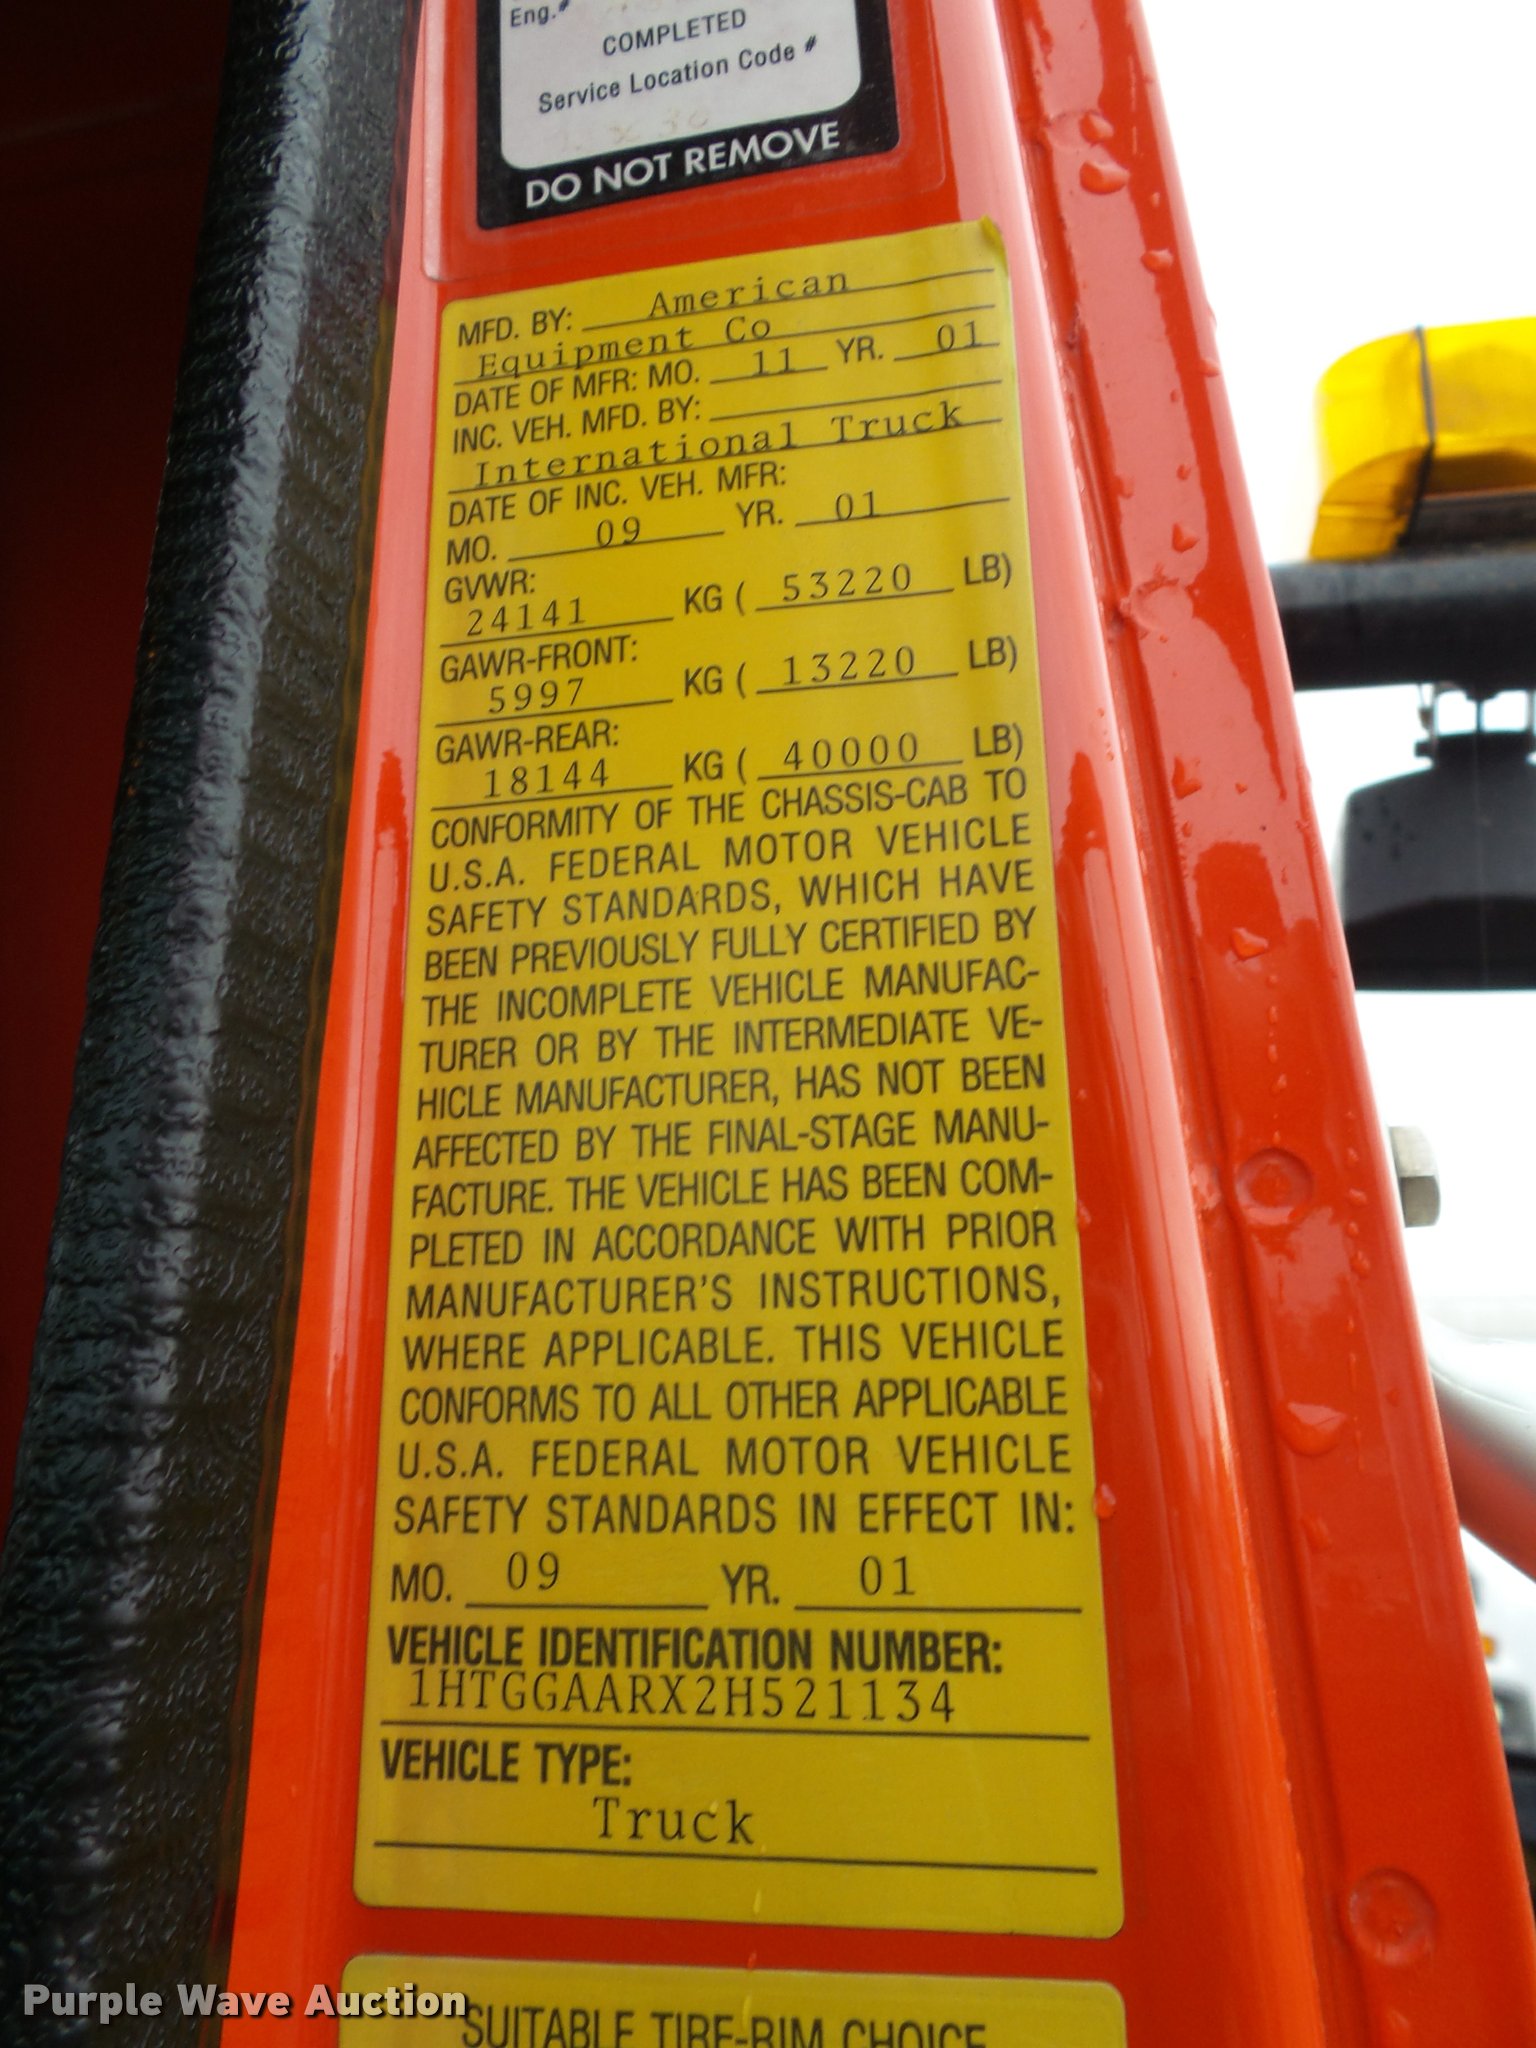 Eng.#
COMPLETED
Service Location Code #
DO NOT REMOVE
MFD. BY: American
Equipment Co
DATE OF MFR: MO. 11 YR. 01
INC. VEH. MFD. BY:
International Truck
DATE OF INC. VEH. MFR:
MO. 09 YR. 01
GVWR:
24141 KG ( 53220 LB)
GAWR-FRONT:
5997 KG ( 13220 LB)
GAWR-REAR:
18144 KG ( 40000 LB)
CONFORMITY OF THE CHASSIS-CAB TO
U.S.A. FEDERAL MOTOR VEHICLE
SAFETY STANDARDS, WHICH HAVE
BEEN PREVIOUSLY FULLY CERTIFIED BY
THE INCOMPLETE VEHICLE MANUFAC-
TURER OR BY THE INTERMEDIATE VE-
HICLE MANUFACTURER, HAS NOT BEEN
AFFECTED BY THE FINAL-STAGE MANU-
FACTURE. THE VEHICLE HAS BEEN COM-
PLETED IN ACCORDANCE WITH PRIOR
MANUFACTURER'S INSTRUCTIONS,
WHERE APPLICABLE. THIS VEHICLE
CONFORMS TO ALL OTHER APPLICABLE
U.S.A. FEDERAL MOTOR VEHICLE
SAFETY STANDARDS IN EFFECT IN:
MO. 09 YR. 01
VEHICLE IDENTIFICATION NUMBER:
1HTGGAARX2H521134
VEHICLE TYPE:
Truck
SUITABLE TIRE-RIM CHOICE
Purple Wave Auction